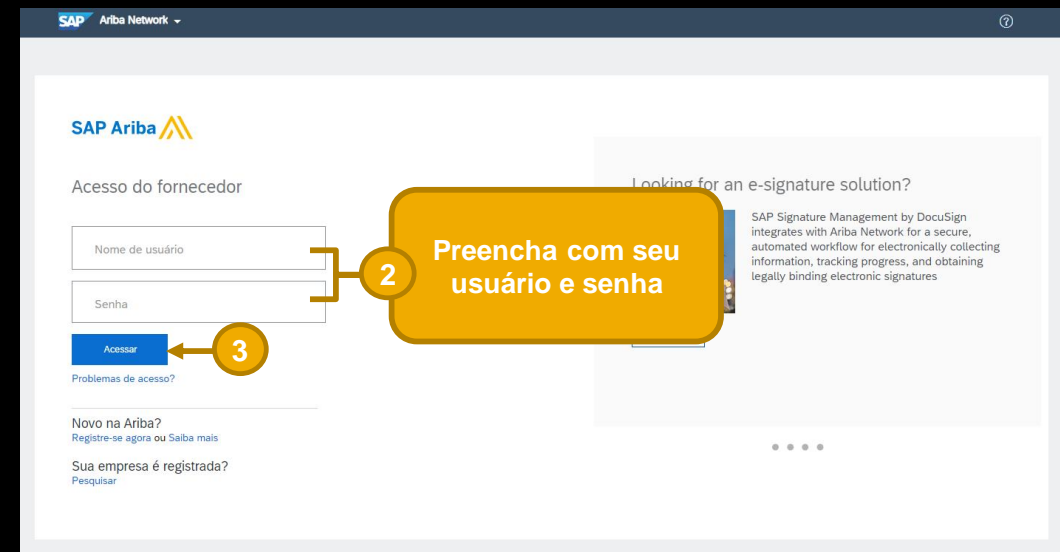 SAP Ariba Network
SAP Ariba
Acesso do fornecedor
Nome de usuário
Senha
Acessar
Problemas de acesso?
Novo na Ariba?
Registre-se agora ou Saiba mais
Sua empresa é registrada?
Pesquisar
2
Preencha com seu
usuário e senha
3
Looking for an e-signature solution?
SAP Signature Management by DocuSign
integrates with Ariba Network for a secure,
automated workflow for electronically collecting
information, tracking progress, and obtaining
legally binding electronic signatures